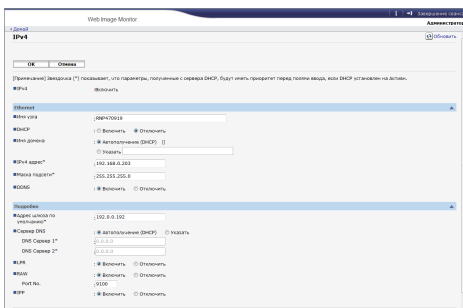 Web Image Monitor
Завершение сеанса
Администратор
Домой
IPv4
Обновить
OK Отмена
[Примечание] Звездочка (*) показывает, что параметры, полученные с сервера DHCP, будут иметь приоритет перед полями ввода, если DHCP установлен на Активн.
IPv4 :Включить
Ethernet
Имя узла : RNP470919
DHCP : Включить Отключить
Имя домена : Автополучение (DHCP) []
Указать
IPv4 адрес* : 192.168.0.203
Маска подсети* : 255.255.255.0
DDNS : Включить Отключить
Подробно
Адрес шлюза по умолчанию* : 192.0.0.192
Сервер DNS : Автополучение (DHCP) Указать
DNS Сервер 1* : 0.0.0.0
DNS Сервер 2* : 0.0.0.0
LPR : Включить Отключить
RAW : Включить Отключить
Port No. : 9100
IPP : Включить Отключить